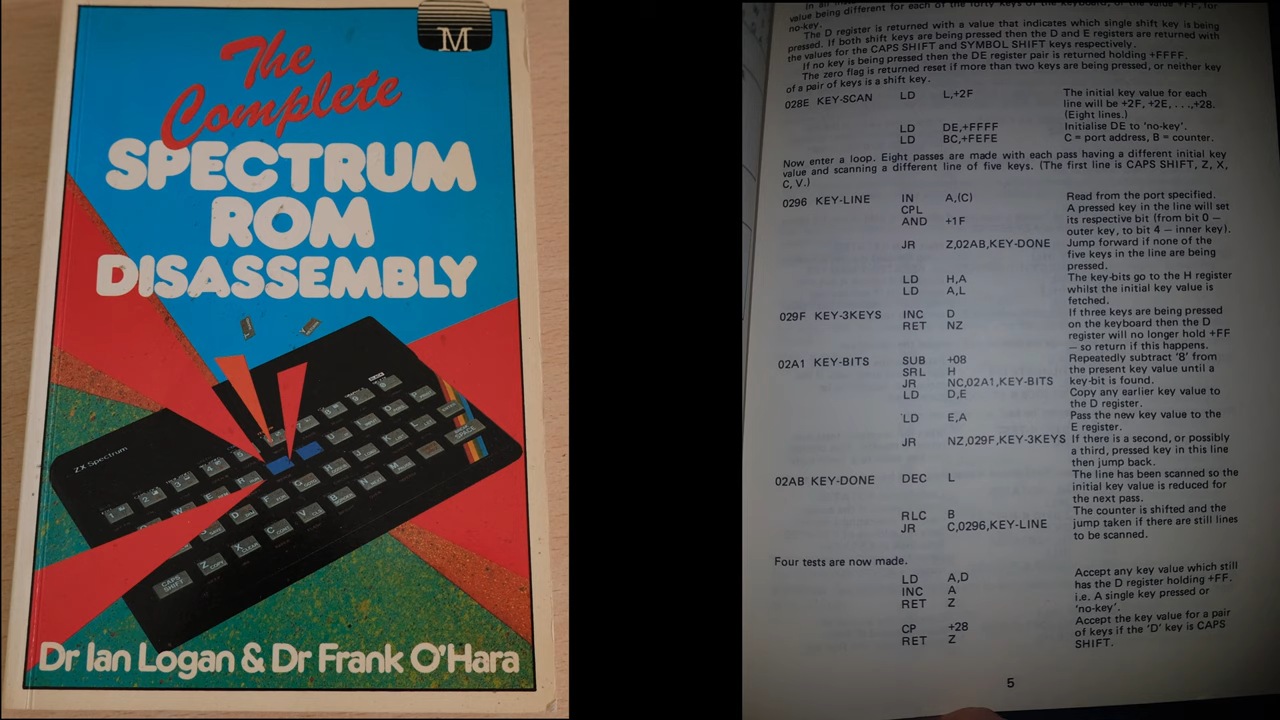 M
The
Complete
SPECTRUM
ROM
DISASSEMBLY
ZX Spectrum
CAPS
SHIFT
Dr Ian Logan & Dr Frank O'Hara
value being different for each of the forty keys of the keyboard, or the value +FF, for
no-key.
The D register is returned with a value that indicates which single shift key is being
pressed. If both shift keys are being pressed then the D and E registers are returned with
the values for the CAPS SHIFT and SYMBOL SHIFT keys respectively.
If no key is being pressed then the DE register pair is returned holding +FFFF.
The zero flag is returned reset if more than two keys are being pressed, or neither key
of a pair of keys is a shift key.
028E KEY-SCAN LD L,+2F The initial key value for each
line will be +2F, +2E, . . .,+28.
(Eight lines.)
LD DE,+FFFF Initialise DE to 'no-key'.
LD BC,+FEFE C = port address, B = counter.
Now enter a loop. Eight passes are made with each pass having a different initial key
value and scanning a different line of five keys. (The first line is CAPS SHIFT, Z, X,
C, V.)
0296 KEY-LINE IN A,(C) Read from the port specified.
CPL A pressed key in the line will set
AND +1F its respective bit (from bit 0 —
outer key, to bit 4 — inner key).
JR Z,02AB,KEY-DONE Jump forward if none of the
five keys in the line are being
pressed.
LD H,A The key-bits go to the H register
LD A,L whilst the initial key value is
fetched.
029F KEY-3KEYS INC D If three keys are being pressed
RET NZ on the keyboard then the D
register will no longer hold +FF
— so return if this happens.
02A1 KEY-BITS SUB +08 Repeatedly subtract '8' from
SRL H the present key value until a
JR NC,02A1,KEY-BITS key-bit is found.
LD D,E Copy any earlier key value to
the D register.
LD E,A Pass the new key value to the
E register.
JR NZ,029F,KEY-3KEYS If there is a second, or possibly
a third, pressed key in this line
then jump back.
02AB KEY-DONE DEC L The line has been scanned so the
initial key value is reduced for
the next pass.
RLC B The counter is shifted and the
JR C,0296,KEY-LINE jump taken if there are still lines
to be scanned.
Four tests are now made.
LD A,D Accept any key value which still
INC A has the D register holding +FF.
RET Z i.e. A single key pressed or
'no-key'.
CP +28 Accept the key value for a pair
RET Z of keys if the 'D' key is CAPS
SHIFT.
5